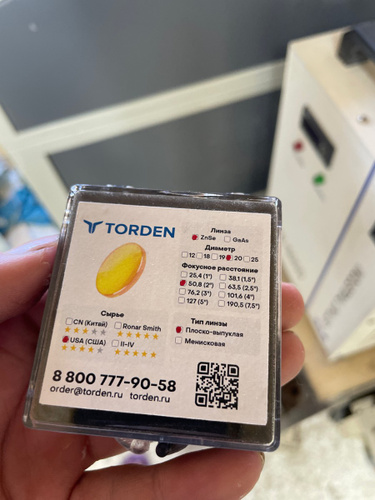 TORDEN
Линза
ZnSe GaAs
Диаметр
12 18 19 20 25
Фокусное расстояние
25,4 (1") 38,1 (1,5")
50,8 (2") 63,5 (2,5")
76,2 (3") 101,6 (4")
127 (5") 190,5 (7,5")
Сырье
CN (Китай) Ronar Smith
USA (США) II-IV
Тип линзы
Плоско-выпуклая
Менисковая
8 800 777-90-58
order@torden.ru torden.ru